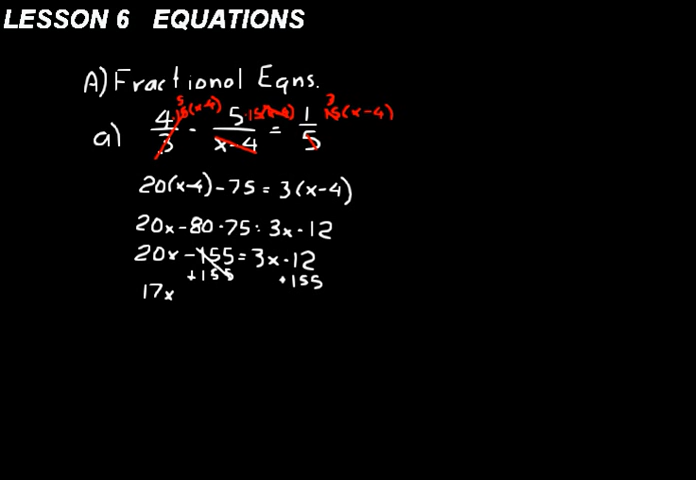 LESSON 6 EQUATIONS
A) Fractional Eqns.
a) 4/3 15(x-4) 5 - 5/x-4 · 15(x-4) = 1/5 15(x-4) 3
20(x-4) - 75 = 3(x-4)
20x - 80 - 75 = 3x - 12
20x - 155 = 3x - 12
+155 +155
17x